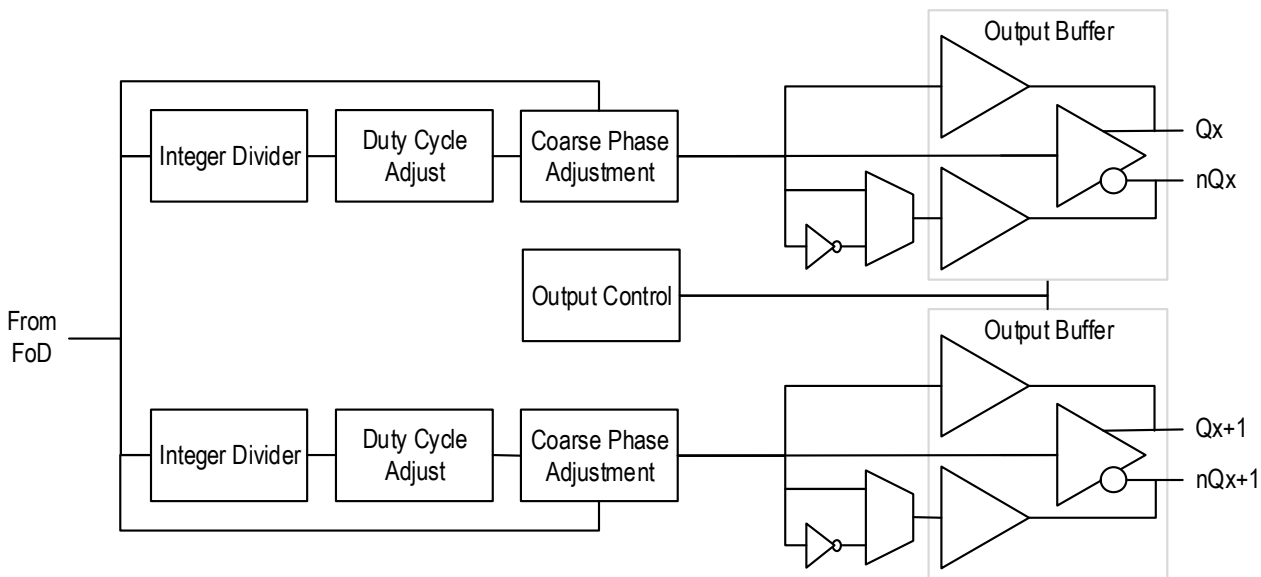 Output Buffer
Integer Divider
Duty Cycle
Adjust
Coarse Phase
Adjustment
Qx
nQx
Output Control
From
FoD
Output Buffer
Integer Divider
Duty Cycle
Adjust
Coarse Phase
Adjustment
Qx+1
nQx+1